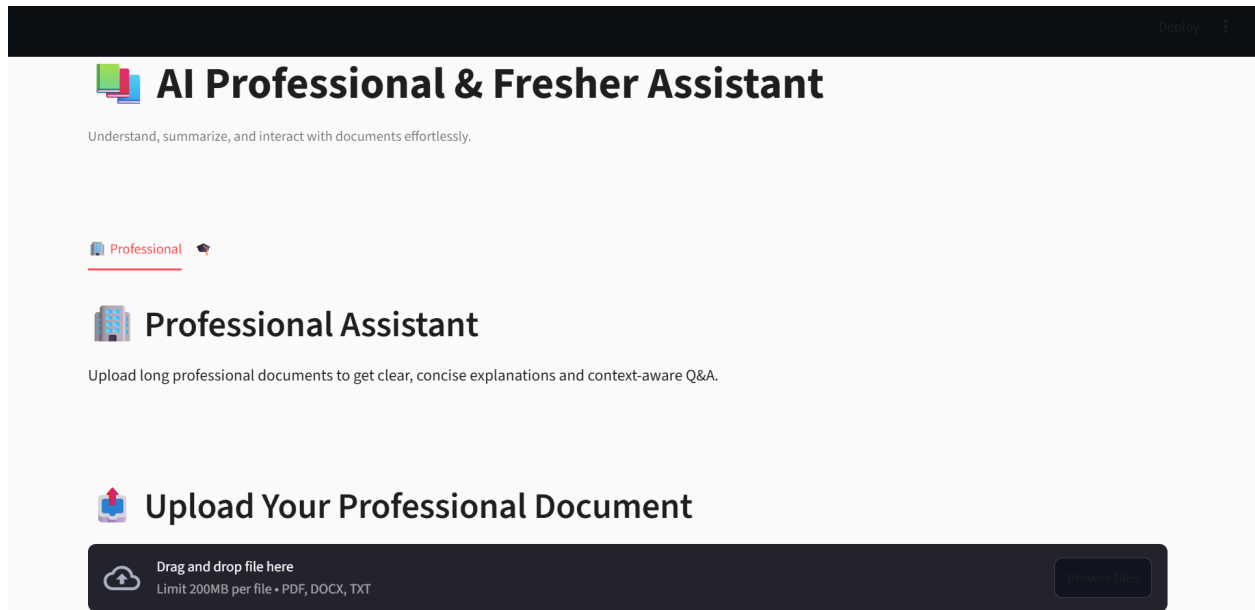 Deploy
AI Professional & Fresher Assistant
Understand, summarize, and interact with documents effortlessly.
Professional
Professional Assistant
Upload long professional documents to get clear, concise explanations and context-aware Q&A.
Upload Your Professional Document
Drag and drop file here
Limit 200MB per file • PDF, DOCX, TXT
Browse files